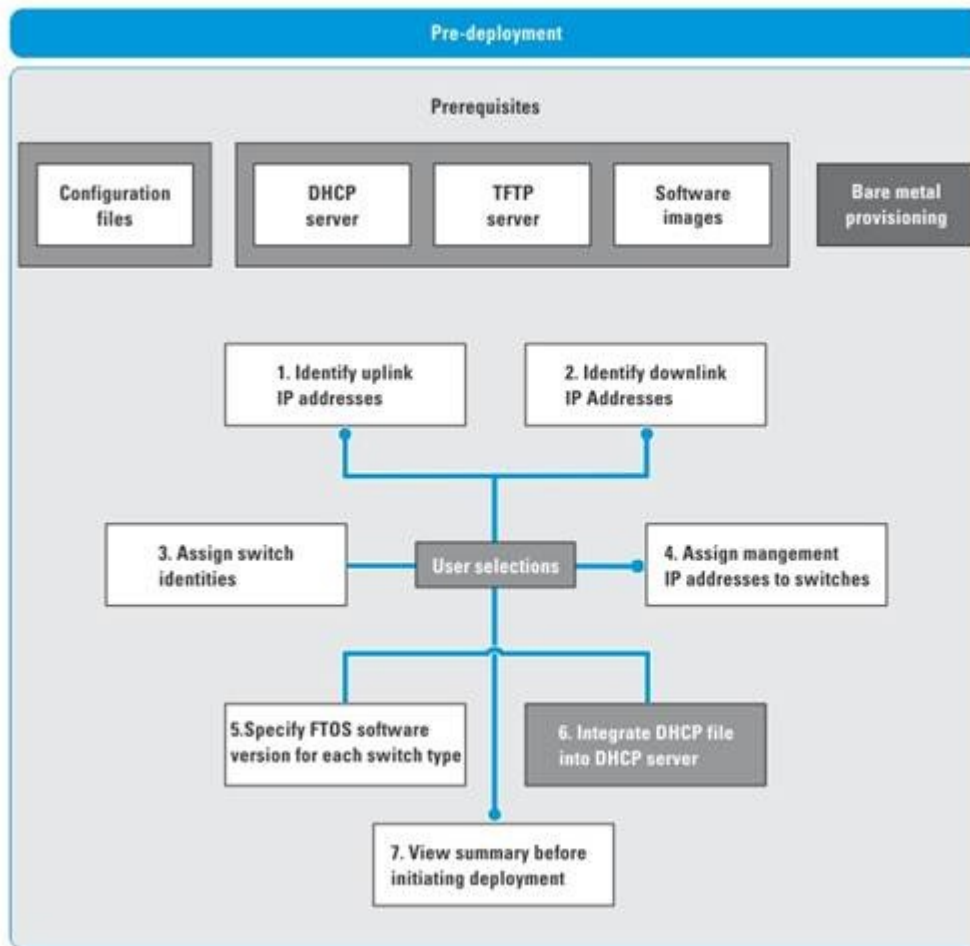 Pre-deployment
Prerequisites
Configuration
files
DHCP
server
TFTP
server
Software
images
Bare metal
provisioning
1. Identify uplink
IP addresses
2. Identify downlink
IP Addresses
3. Assign switch
identities
User selections
4. Assign mangement
IP addresses to switches
5.Specify FTOS software
version for each switch type
6. Integrate DHCP file
into DHCP server
7. View summary before
initiating deployment